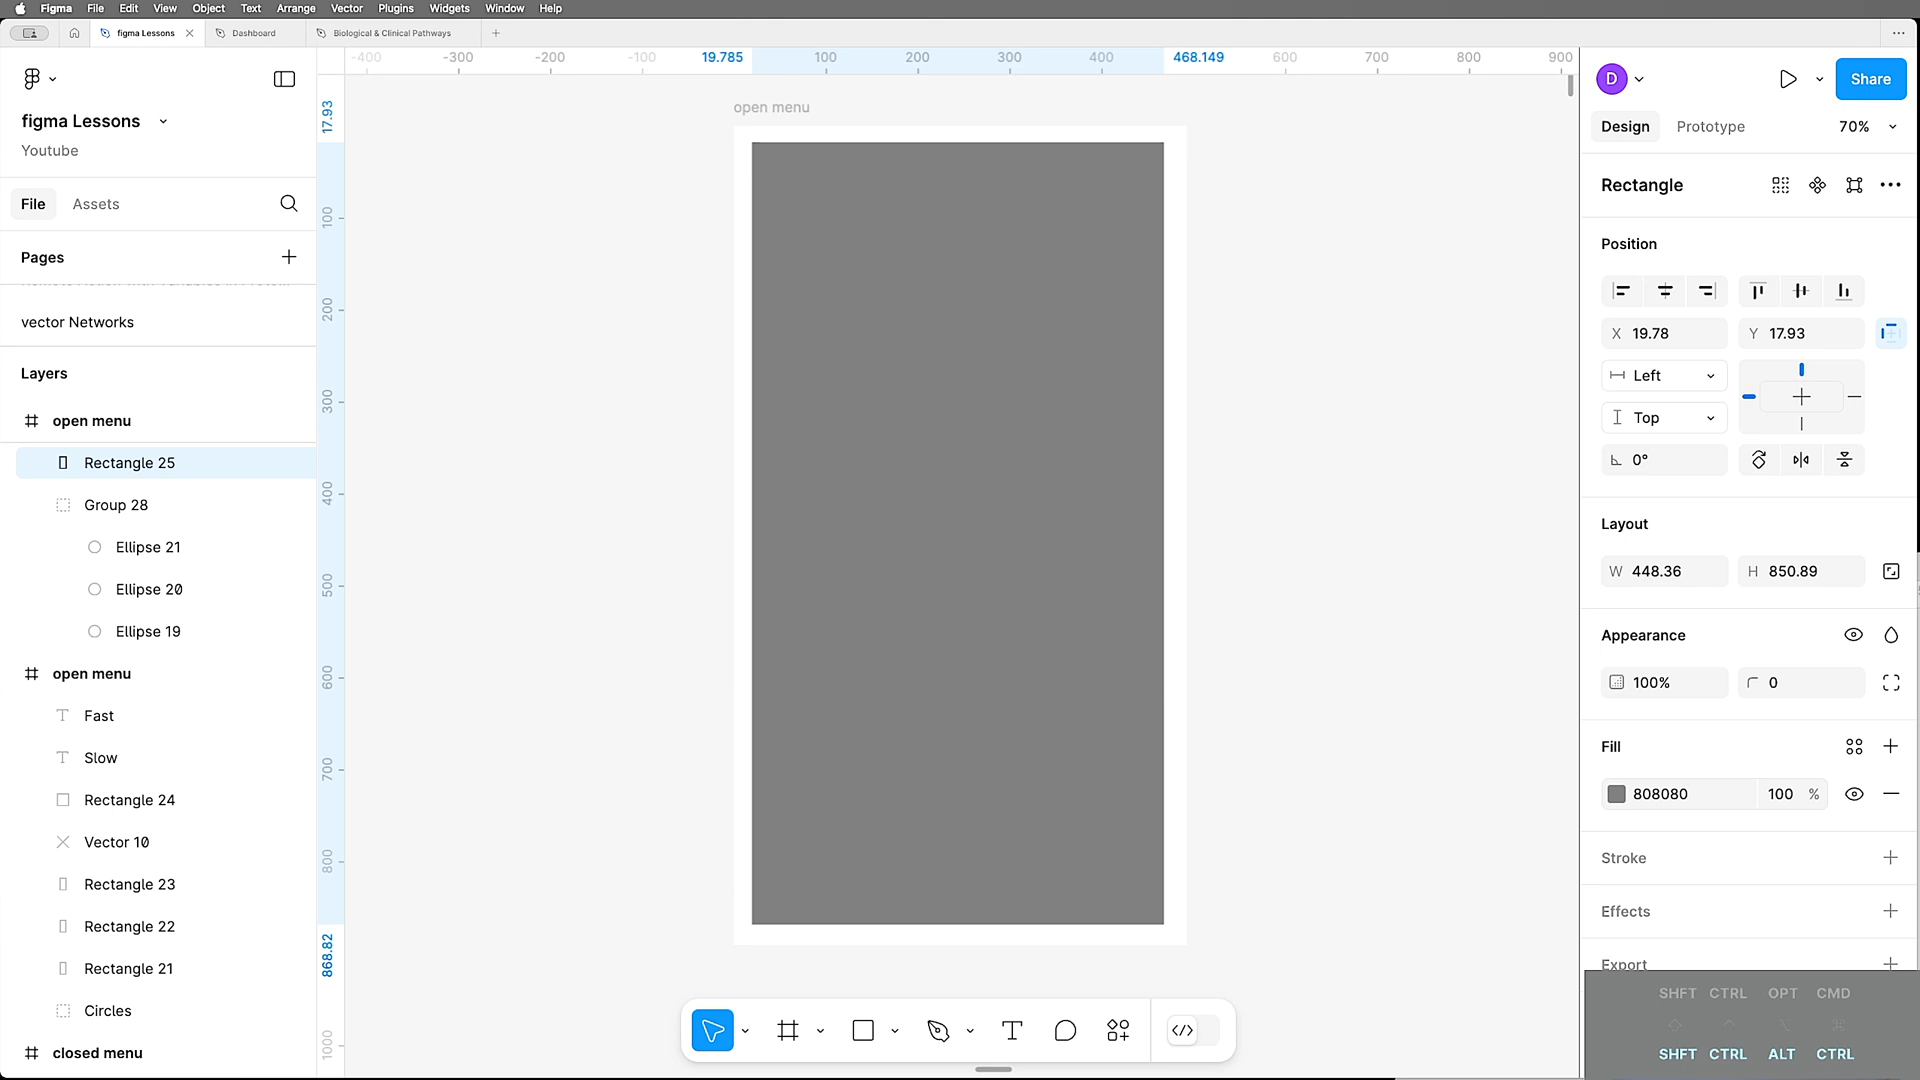 Figma File Edit View Object Text Arrange Vector Plugins Widgets Window Help
figma Lessons Dashboard Biological & Clinical Pathways
-400 -300 -200 -100 19.785 100 200 300 400 468.149 600 700 800 900
figma Lessons
Youtube
File Assets
Pages
vector Networks
Layers
open menu
Rectangle 25
Group 28
Ellipse 21
Ellipse 20
Ellipse 19
open menu
Fast
Slow
Rectangle 24
Vector 10
Rectangle 23
Rectangle 22
Rectangle 21
Circles
closed menu
17.93
100
200
300
400
500
600
700
800
868.82
1000
open menu
D
Share
Design Prototype 70%
Rectangle
Position
X 19.78 Y 17.93
Left
Top
0°
Layout
W 448.36 H 850.89
Appearance
100% 0
Fill
808080 100 %
Stroke
Effects
Export
SHFT CTRL OPT CMD
SHFT CTRL ALT CTRL